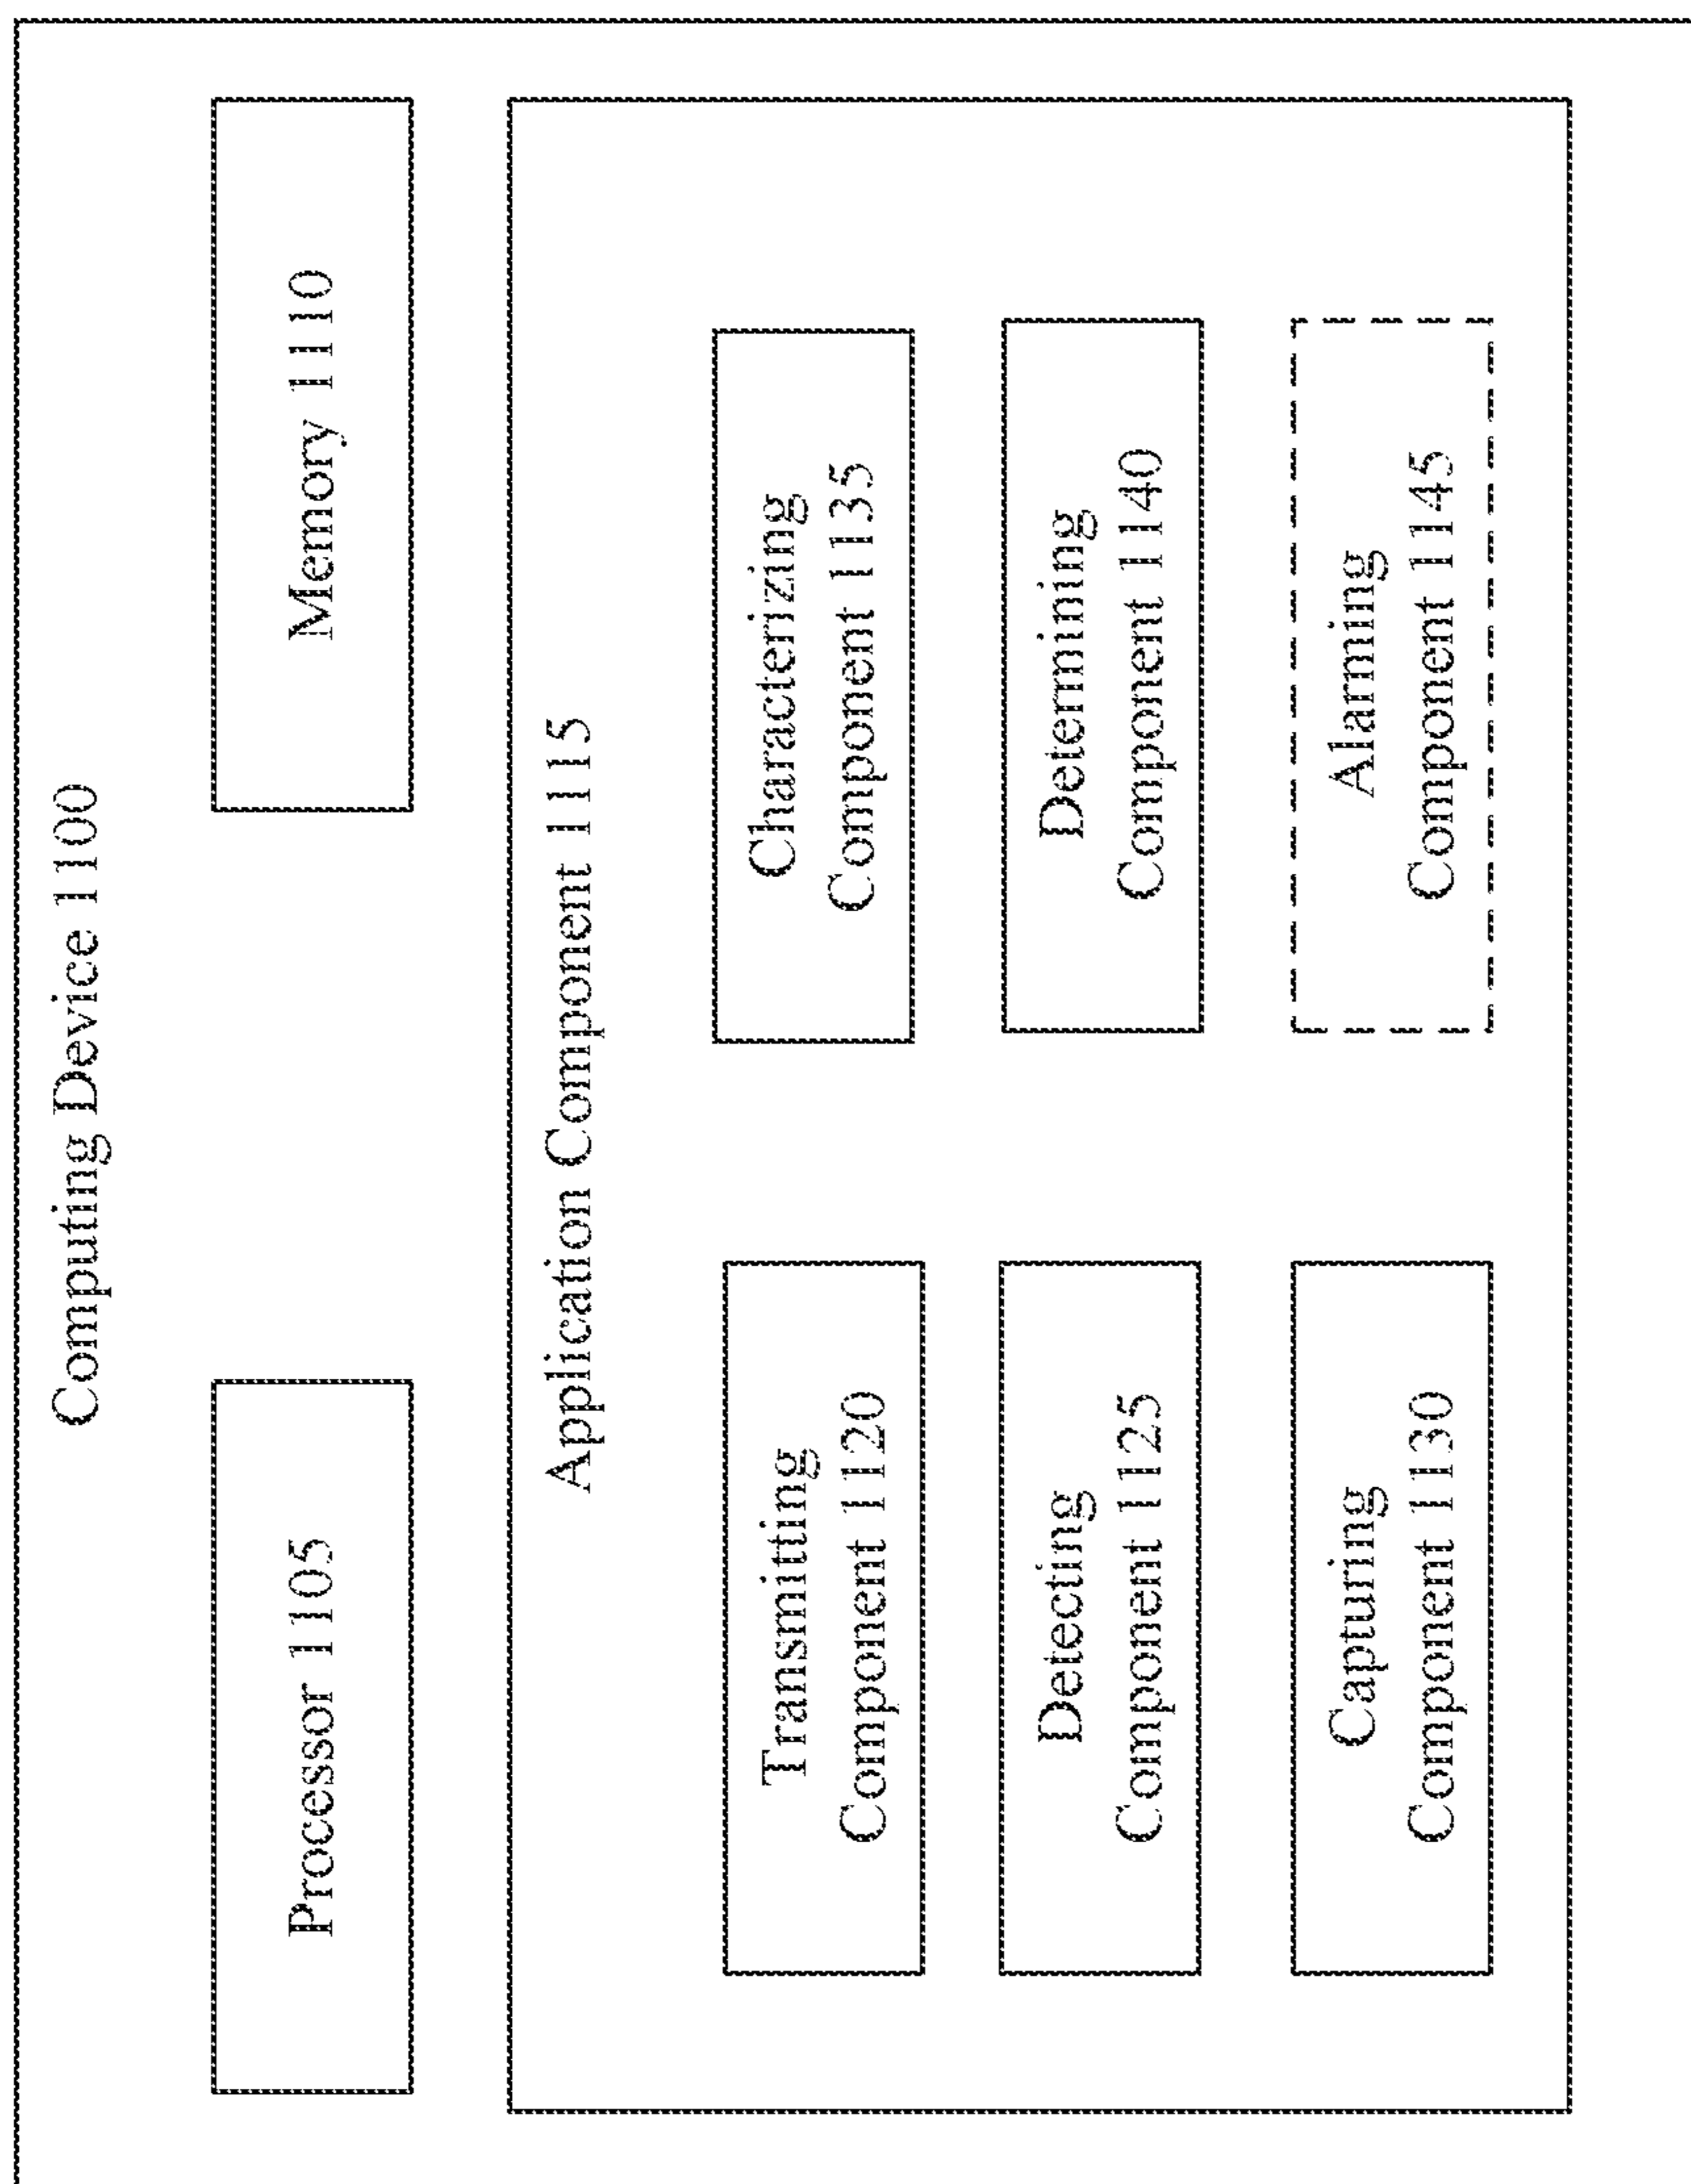 Computing Device 1100
Processor 1105
Memory 1110
Application Component 1115
Transmitting
Component 1120
Characterizing
Component 1135
Detecting
Component 1125
Determining
Component 1140
Capturing
Component 1130
Alarming
Component 1145